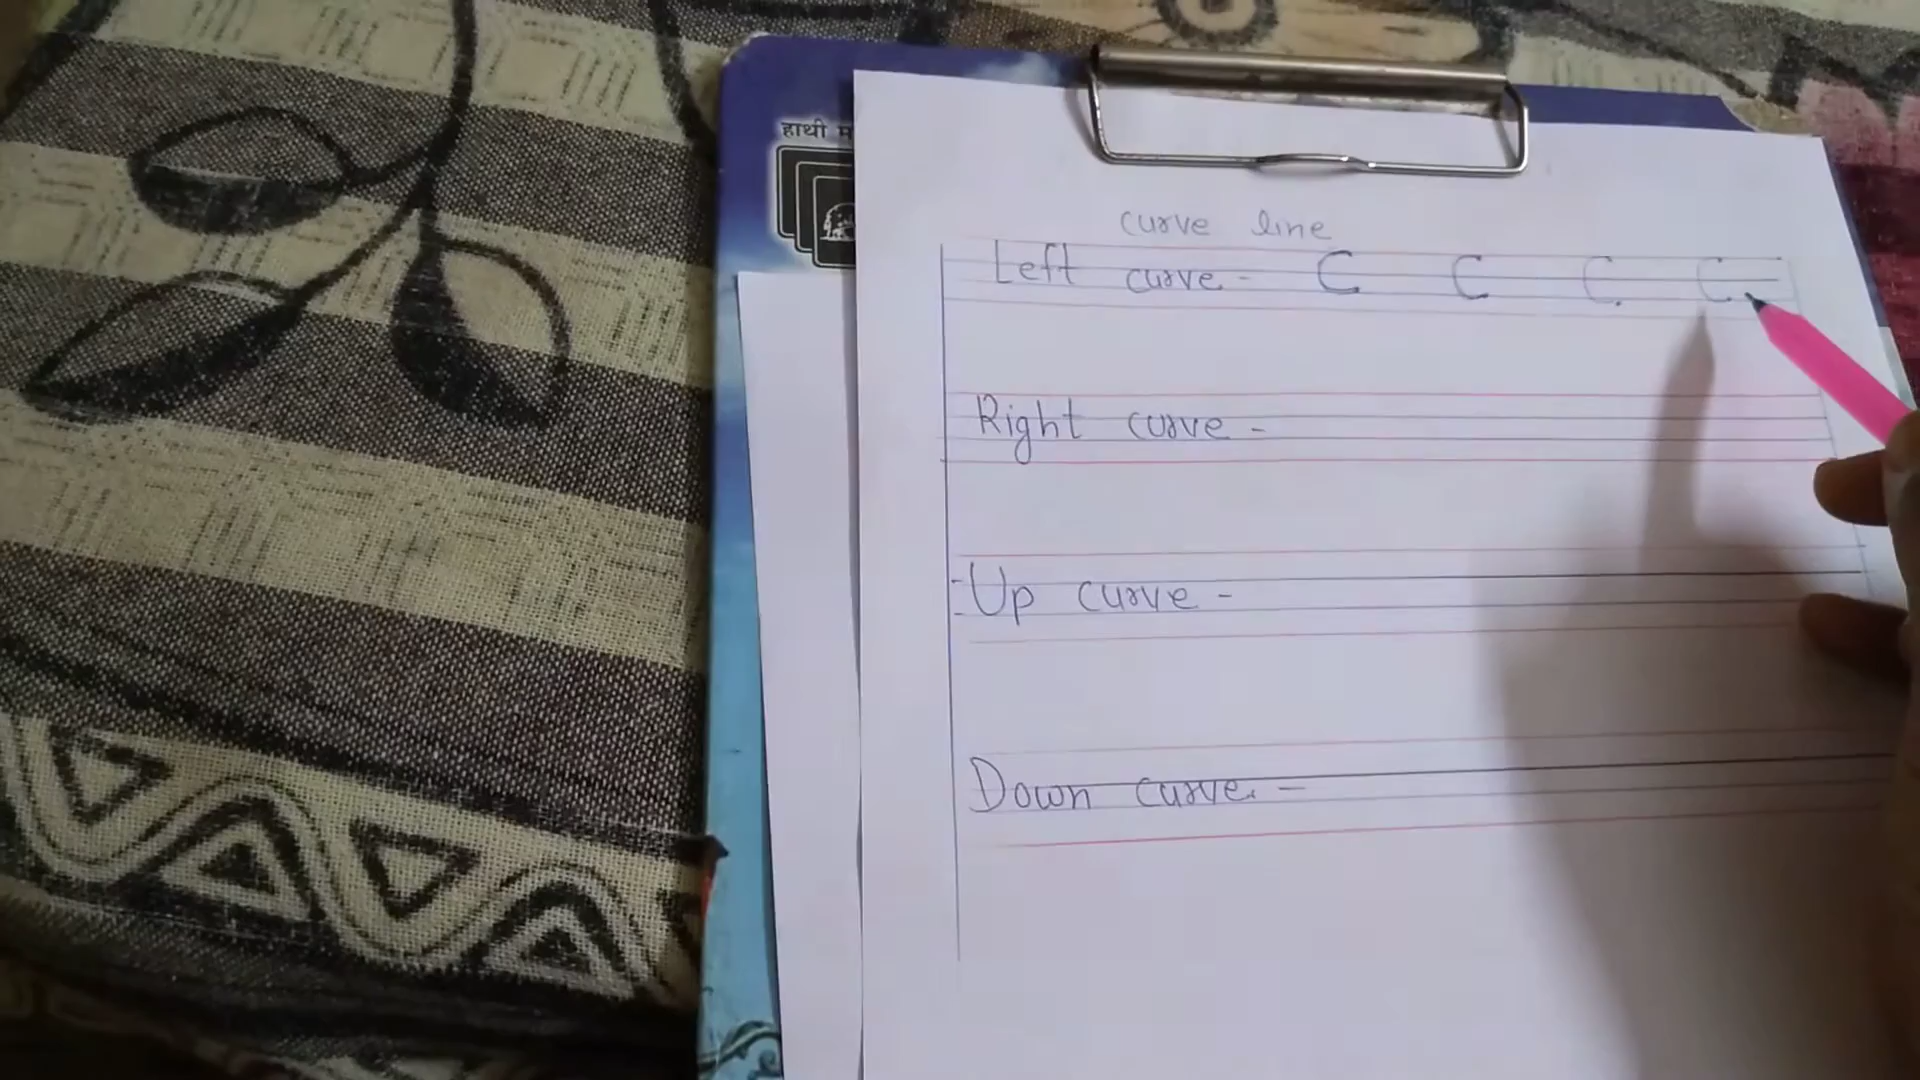 हाथी
curve line
Left curve - C C C C
Right curve -
Up curve -
Down curve. -